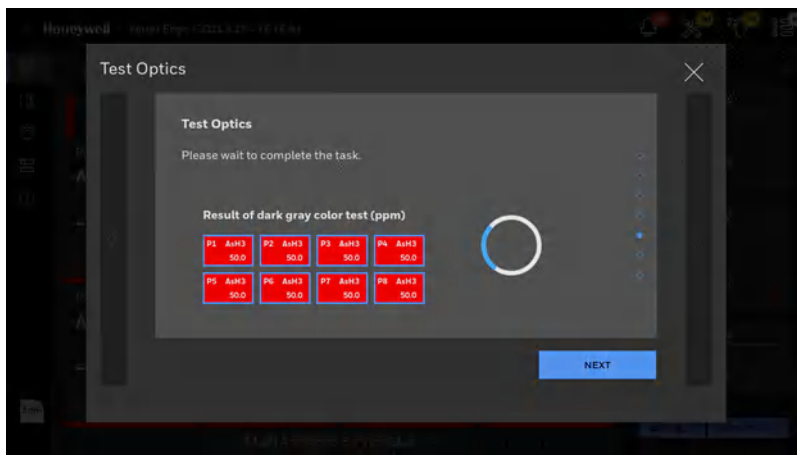 Honeywell
Test Optics
Test Optics
Please wait to complete the task.
Result of dark gray color test (ppm)
P1 AsH3 P2 AsH3 P3 AsH3 P4 AsH3
50.0 50.0 50.0 50.0
P5 AsH3 P6 AsH3 P7 AsH3 P8 AsH3
50.0 50.0 50.0 50.0
NEXT